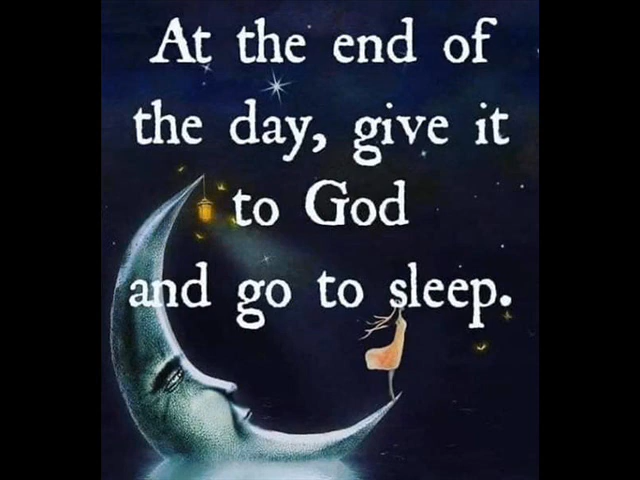 At the end of
the day, give it
to God
and go to sleep.